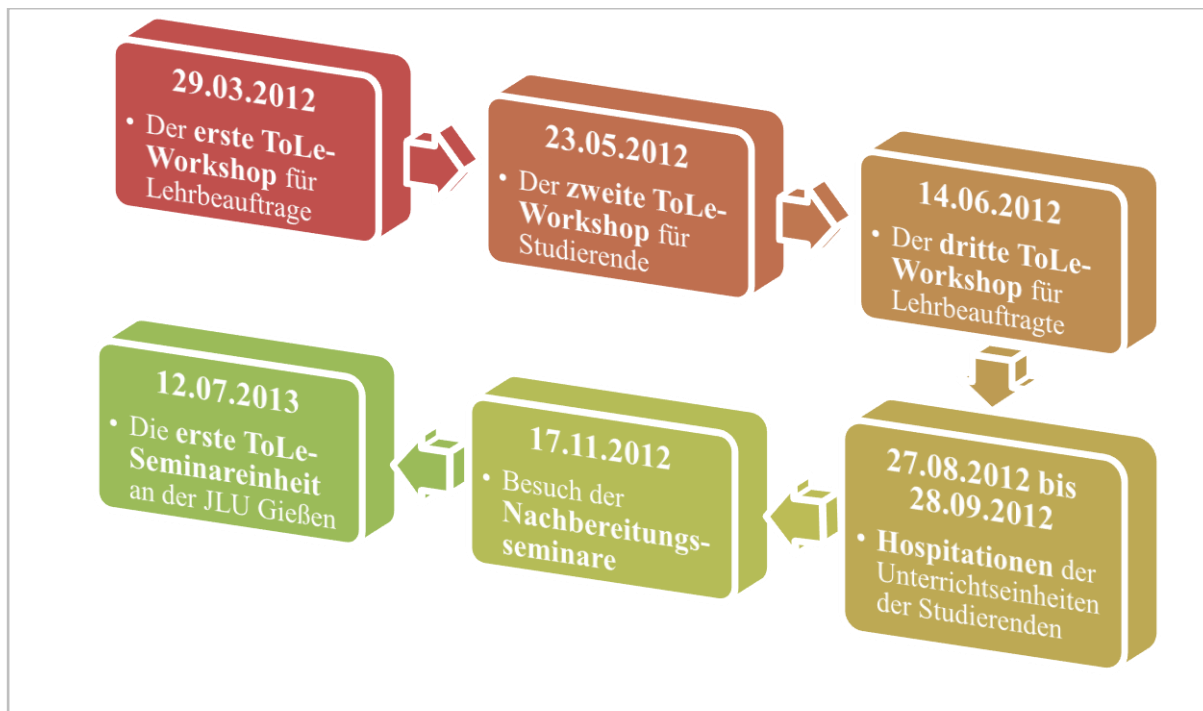 29.03.2012
• Der erste ToLe-
Workshop für
Lehrbeauftrage
23.05.2012
• Der zweite ToLe-
Workshop für
Studierende
14.06.2012
• Der dritte ToLe-
Workshop für
Lehrbeauftragte
27.08.2012 bis
28.09.2012
• Hospitationen der
Unterrichtseinheiten
der Studierenden
17.11.2012
• Besuch der
Nachbereitungs-
seminare
12.07.2013
• Die erste ToLe-
Seminareinheit
an der JLU Gießen